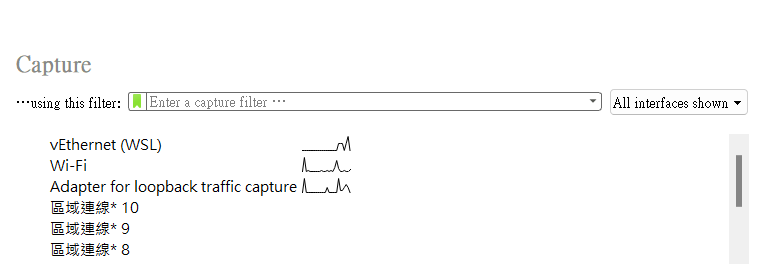 Capture
…using this filter: Enter a capture filter … All interfaces shown
vEthernet (WSL)
Wi-Fi
Adapter for loopback traffic capture
區域連線* 10
區域連線* 9
區域連線* 8